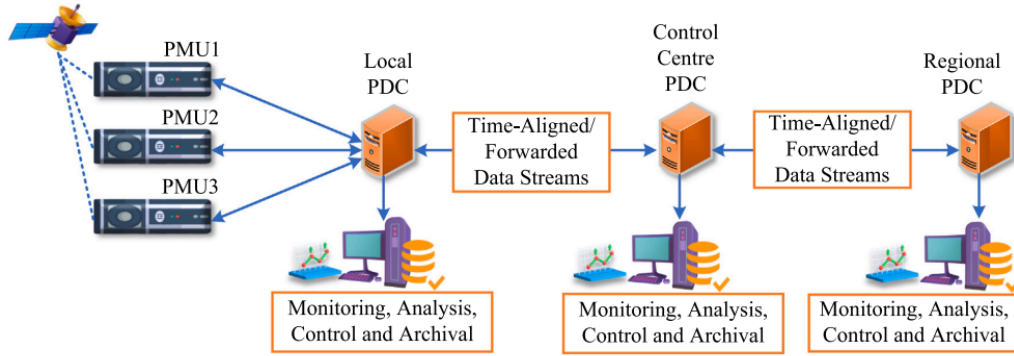 PMU1
PMU2
PMU3
Local
PDC
Time-Aligned/
Forwarded
Data Streams
Control
Centre
PDC
Time-Aligned/
Forwarded
Data Streams
Regional
PDC
Monitoring, Analysis,
Control and Archival
Monitoring, Analysis,
Control and Archival
Monitoring, Analysis,
Control and Archival